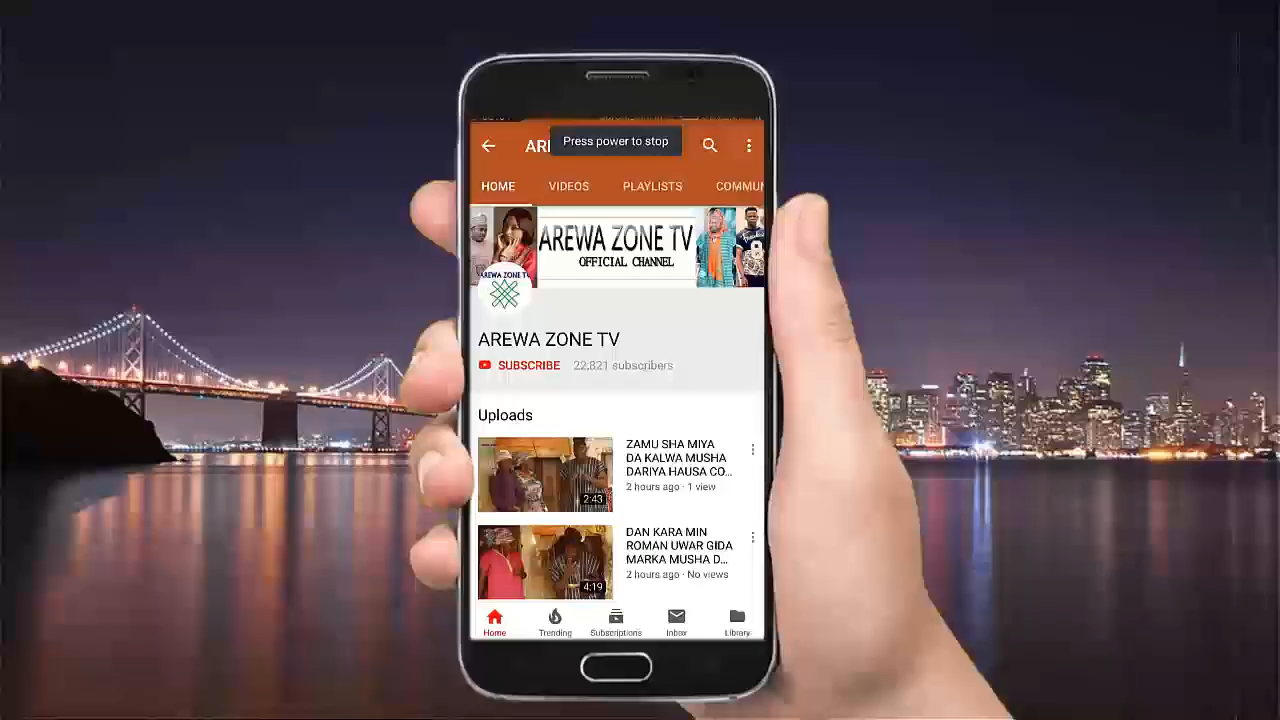 Press power to stop
HOME VIDEOS PLAYLISTS COMMUN
AREWA ZONE TV
OFFICIAL CHANNEL
AREWA ZONE TV
AREWA ZONE TV
SUBSCRIBE 22,821 subscribers
Uploads
ZAMU SHA MIYA
DA KALWA MUSHA
DARIYA HAUSA CO...
2 hours ago · 1 view
2:43
DAN KARA MIN
ROMAN UWAR GIDA
MARKA MUSHA D...
2 hours ago · No views
4:19
Home Trending Subscriptions Inbox Library